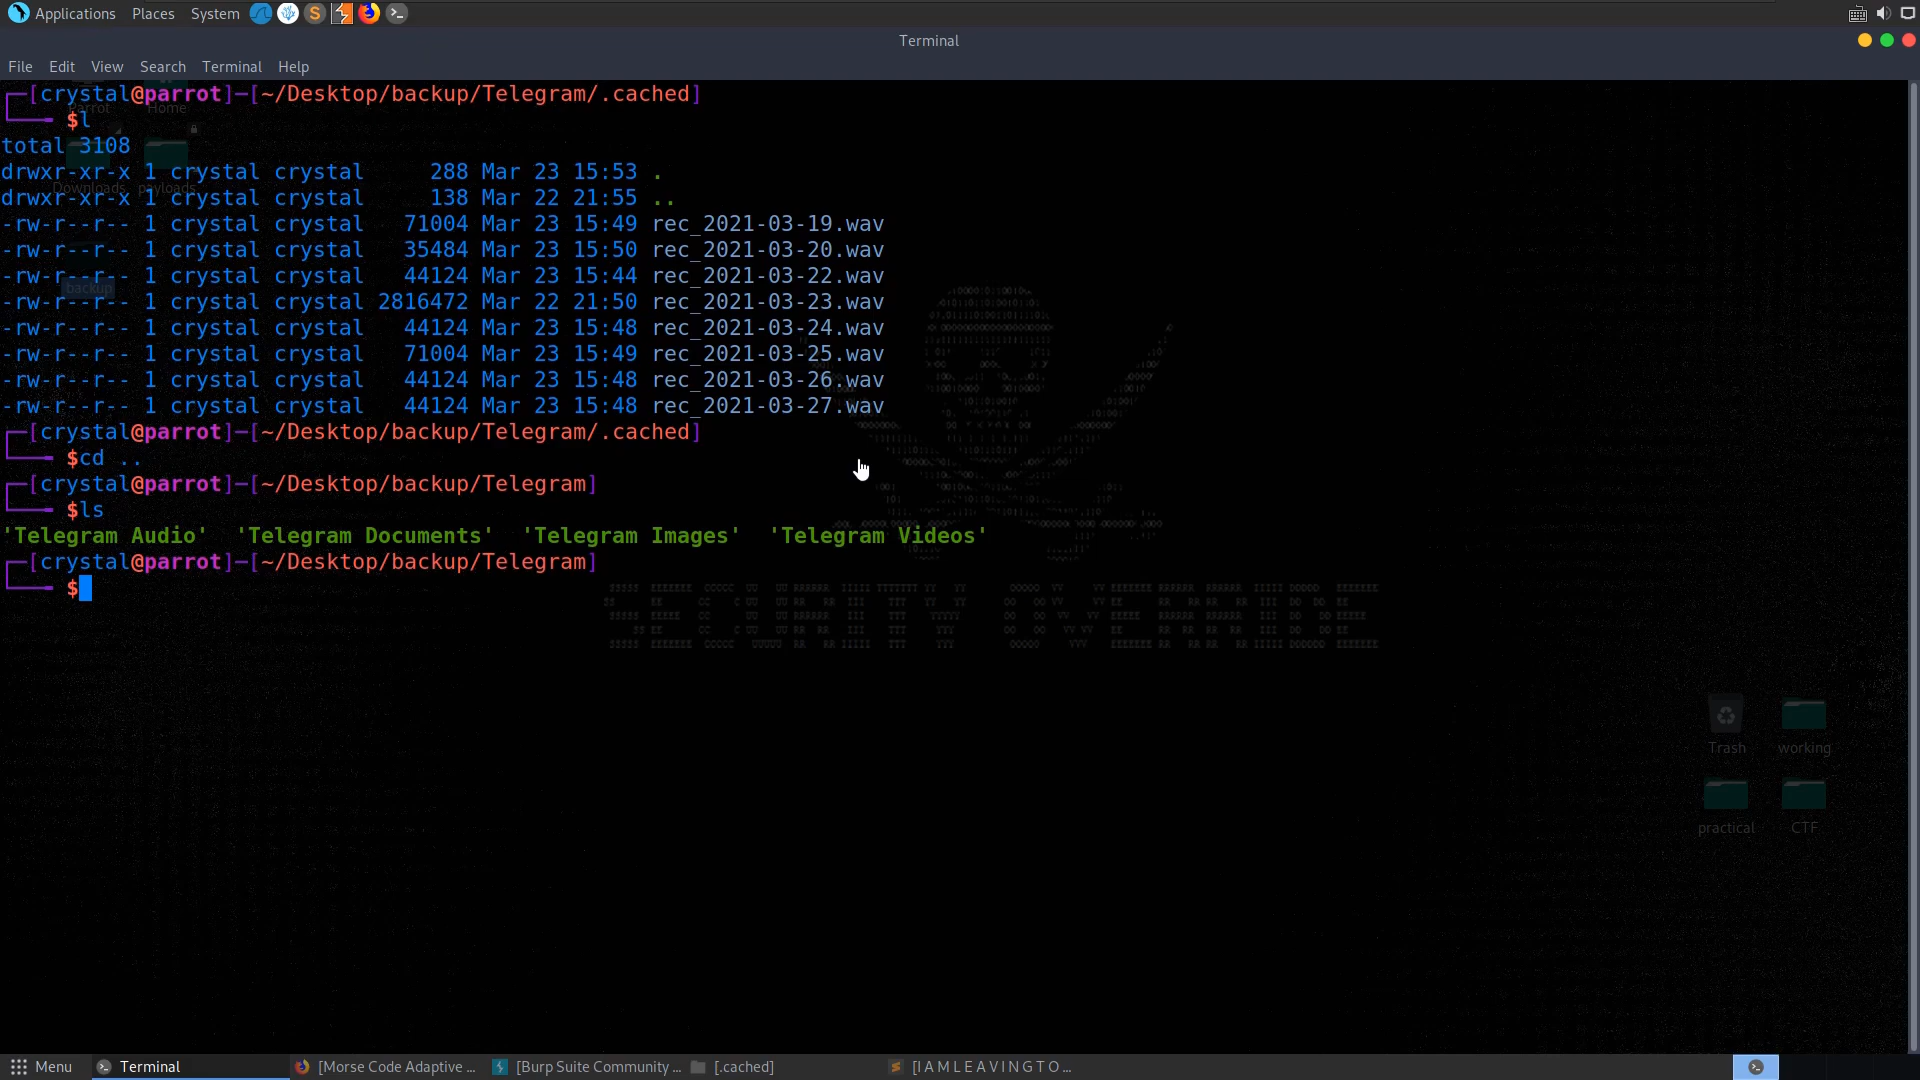 Applications Places System
Terminal
File Edit View Search Terminal Help
┌─[crystal@parrot]─[~/Desktop/backup/Telegram/.cached]
└──╼ $l
total 3108
drwxr-xr-x 1 crystal crystal     288 Mar 23 15:53 .
drwxr-xr-x 1 crystal crystal     138 Mar 22 21:55 ..
-rw-r--r-- 1 crystal crystal   71004 Mar 23 15:49 rec_2021-03-19.wav
-rw-r--r-- 1 crystal crystal   35484 Mar 23 15:50 rec_2021-03-20.wav
-rw-r--r-- 1 crystal crystal   44124 Mar 23 15:44 rec_2021-03-22.wav
-rw-r--r-- 1 crystal crystal 2816472 Mar 22 21:50 rec_2021-03-23.wav
-rw-r--r-- 1 crystal crystal   44124 Mar 23 15:48 rec_2021-03-24.wav
-rw-r--r-- 1 crystal crystal   71004 Mar 23 15:49 rec_2021-03-25.wav
-rw-r--r-- 1 crystal crystal   44124 Mar 23 15:48 rec_2021-03-26.wav
-rw-r--r-- 1 crystal crystal   44124 Mar 23 15:48 rec_2021-03-27.wav
┌─[crystal@parrot]─[~/Desktop/backup/Telegram/.cached]
└──╼ $cd ..
┌─[crystal@parrot]─[~/Desktop/backup/Telegram]
└──╼ $ls
'Telegram Audio'  'Telegram Documents'  'Telegram Images'  'Telegram Videos'
┌─[crystal@parrot]─[~/Desktop/backup/Telegram]
└──╼ $
Parrot Home
Downloads payloads
backup
SECURITY OVERRIDE
Trash working
practical CTF
Menu Terminal [Morse Code Adaptive ... [Burp Suite Community ... [.cached] [I A M L E A V I N G T O ...